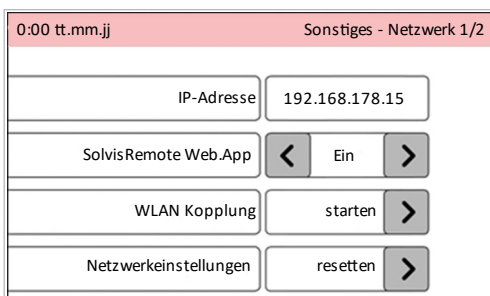 0:00 tt.mm.jj Sonstiges - Netzwerk 1/2
IP-Adresse 192.168.178.15
SolvisRemote Web.App Ein
WLAN Kopplung starten
Netzwerkeinstellungen resetten